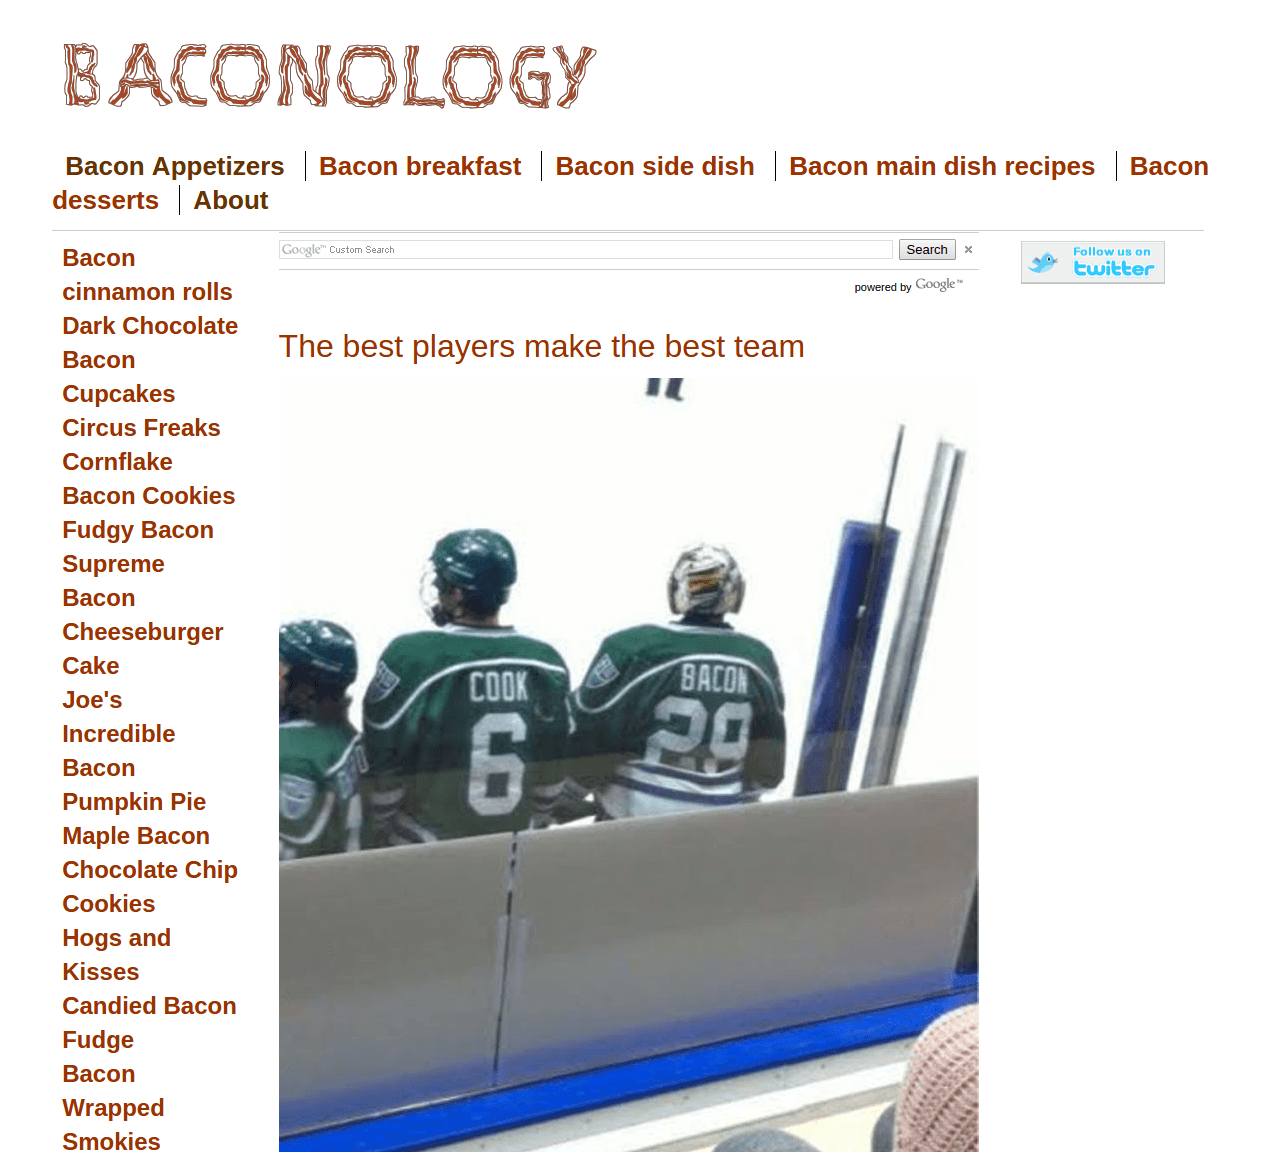 BACONOLOGY
Bacon Appetizers
Bacon breakfast
Bacon side dish
Bacon main dish recipes
Bacon
desserts
About
Bacon
cinnamon rolls
Dark Chocolate
Bacon
Cupcakes
Circus Freaks
Cornflake
Bacon Cookies
Fudgy Bacon
Supreme
Bacon
Cheeseburger
Cake
Joe's
Incredible
Bacon
Pumpkin Pie
Maple Bacon
Chocolate Chip
Cookies
Hogs and
Kisses
Candied Bacon
Fudge
Bacon
Wrapped
Smokies
Google™ Custom Search
Search
×
powered by Google™
The best players make the best team
COOK
6
BACON
29
Follow us on
twitter